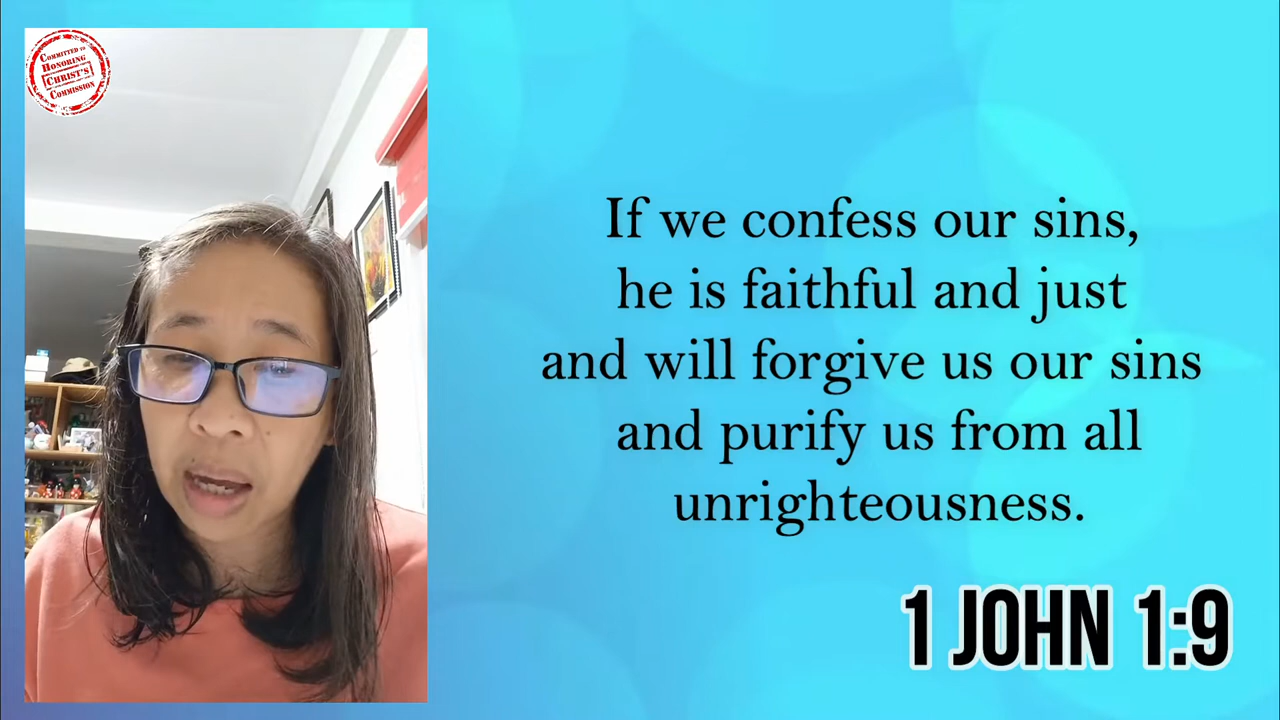 COMMITTED TO
HONORING
CHRIST'S
COMMISSION
If we confess our sins,
he is faithful and just
and will forgive us our sins
and purify us from all
unrighteousness.
1 JOHN 1:9